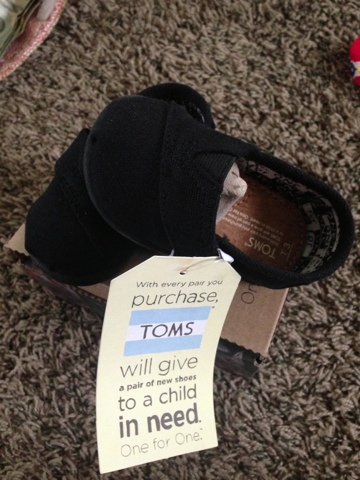 TOMS
With every pair you
purchase,
TOMS
will give
a pair of new shoes
to a child
in need.
One for One.